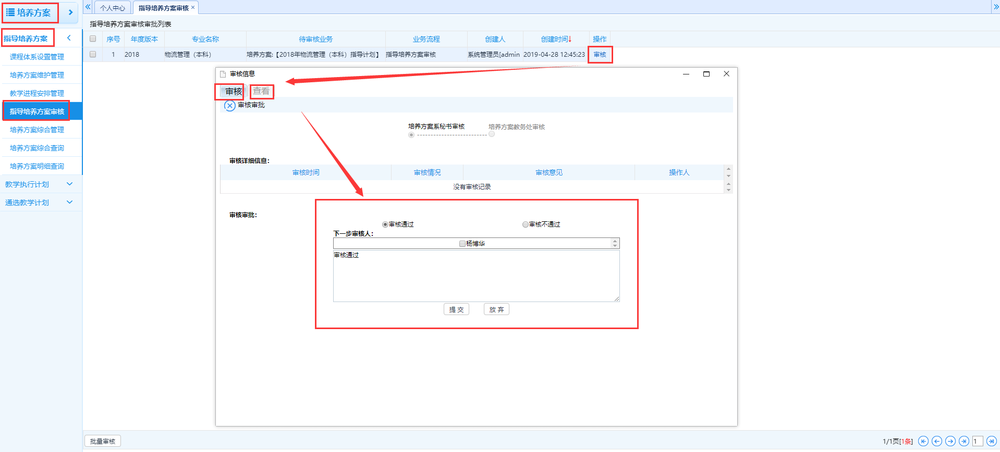 培养方案
指导培养方案
课程体系设置管理
培养方案维护管理
教学进程安排管理
指导培养方案审核
培养方案综合管理
培养方案综合查询
培养方案明细查询
教学执行计划
通选教学计划
个人中心 指导培养方案审核 ×
指导培养方案审核审批列表
序号 年度版本 专业名称 待审核业务 业务流程 创建人 创建时间↓ 操作
1 2018 物流管理（本科） 培养方案:【2018年物流管理（本科）指导计划】 指导培养方案审核 系统管理员[admin 2019-04-28 12:45:23 审核
审核信息
审核 查看
审核审批
培养方案系秘书审核 培养方案教务处审核
审核详细信息:
审核时间 审核情况 审核意见 操作人
没有审核记录
审核审批:
审核通过 审核不通过
下一步审核人:
杨博华
审核通过
提 交 放 弃
批量审核 1/1页[1条] 1